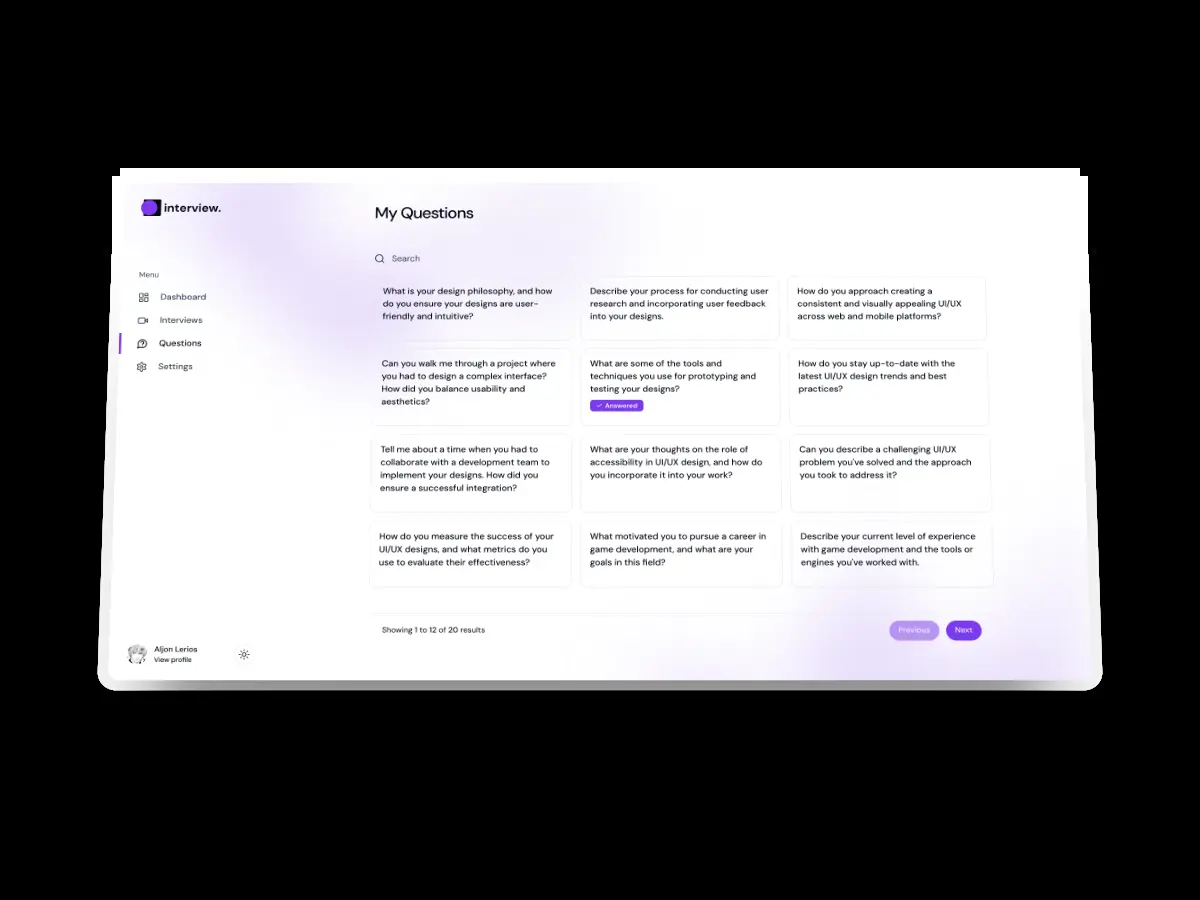 interview.
Menu
Dashboard
Interviews
Questions
Settings
Aljon Lerios
View profile
My Questions
Search
What is your design philosophy, and how
do you ensure your designs are user-
friendly and intuitive?
Describe your process for conducting user
research and incorporating user feedback
into your designs.
How do you approach creating a
consistent and visually appealing UI/UX
across web and mobile platforms?
Can you walk me through a project where
you had to design a complex interface?
How did you balance usability and
aesthetics?
What are some of the tools and
techniques you use for prototyping and
testing your designs?
Answered
How do you stay up-to-date with the
latest UI/UX design trends and best
practices?
Tell me about a time when you had to
collaborate with a development team to
implement your designs. How did you
ensure a successful integration?
What are your thoughts on the role of
accessibility in UI/UX design, and how do
you incorporate it into your work?
Can you describe a challenging UI/UX
problem you've solved and the approach
you took to address it?
How do you measure the success of your
UI/UX designs, and what metrics do you
use to evaluate their effectiveness?
What motivated you to pursue a career in
game development, and what are your
goals in this field?
Describe your current level of experience
with game development and the tools or
engines you've worked with.
Showing 1 to 12 of 20 results
Previous
Next